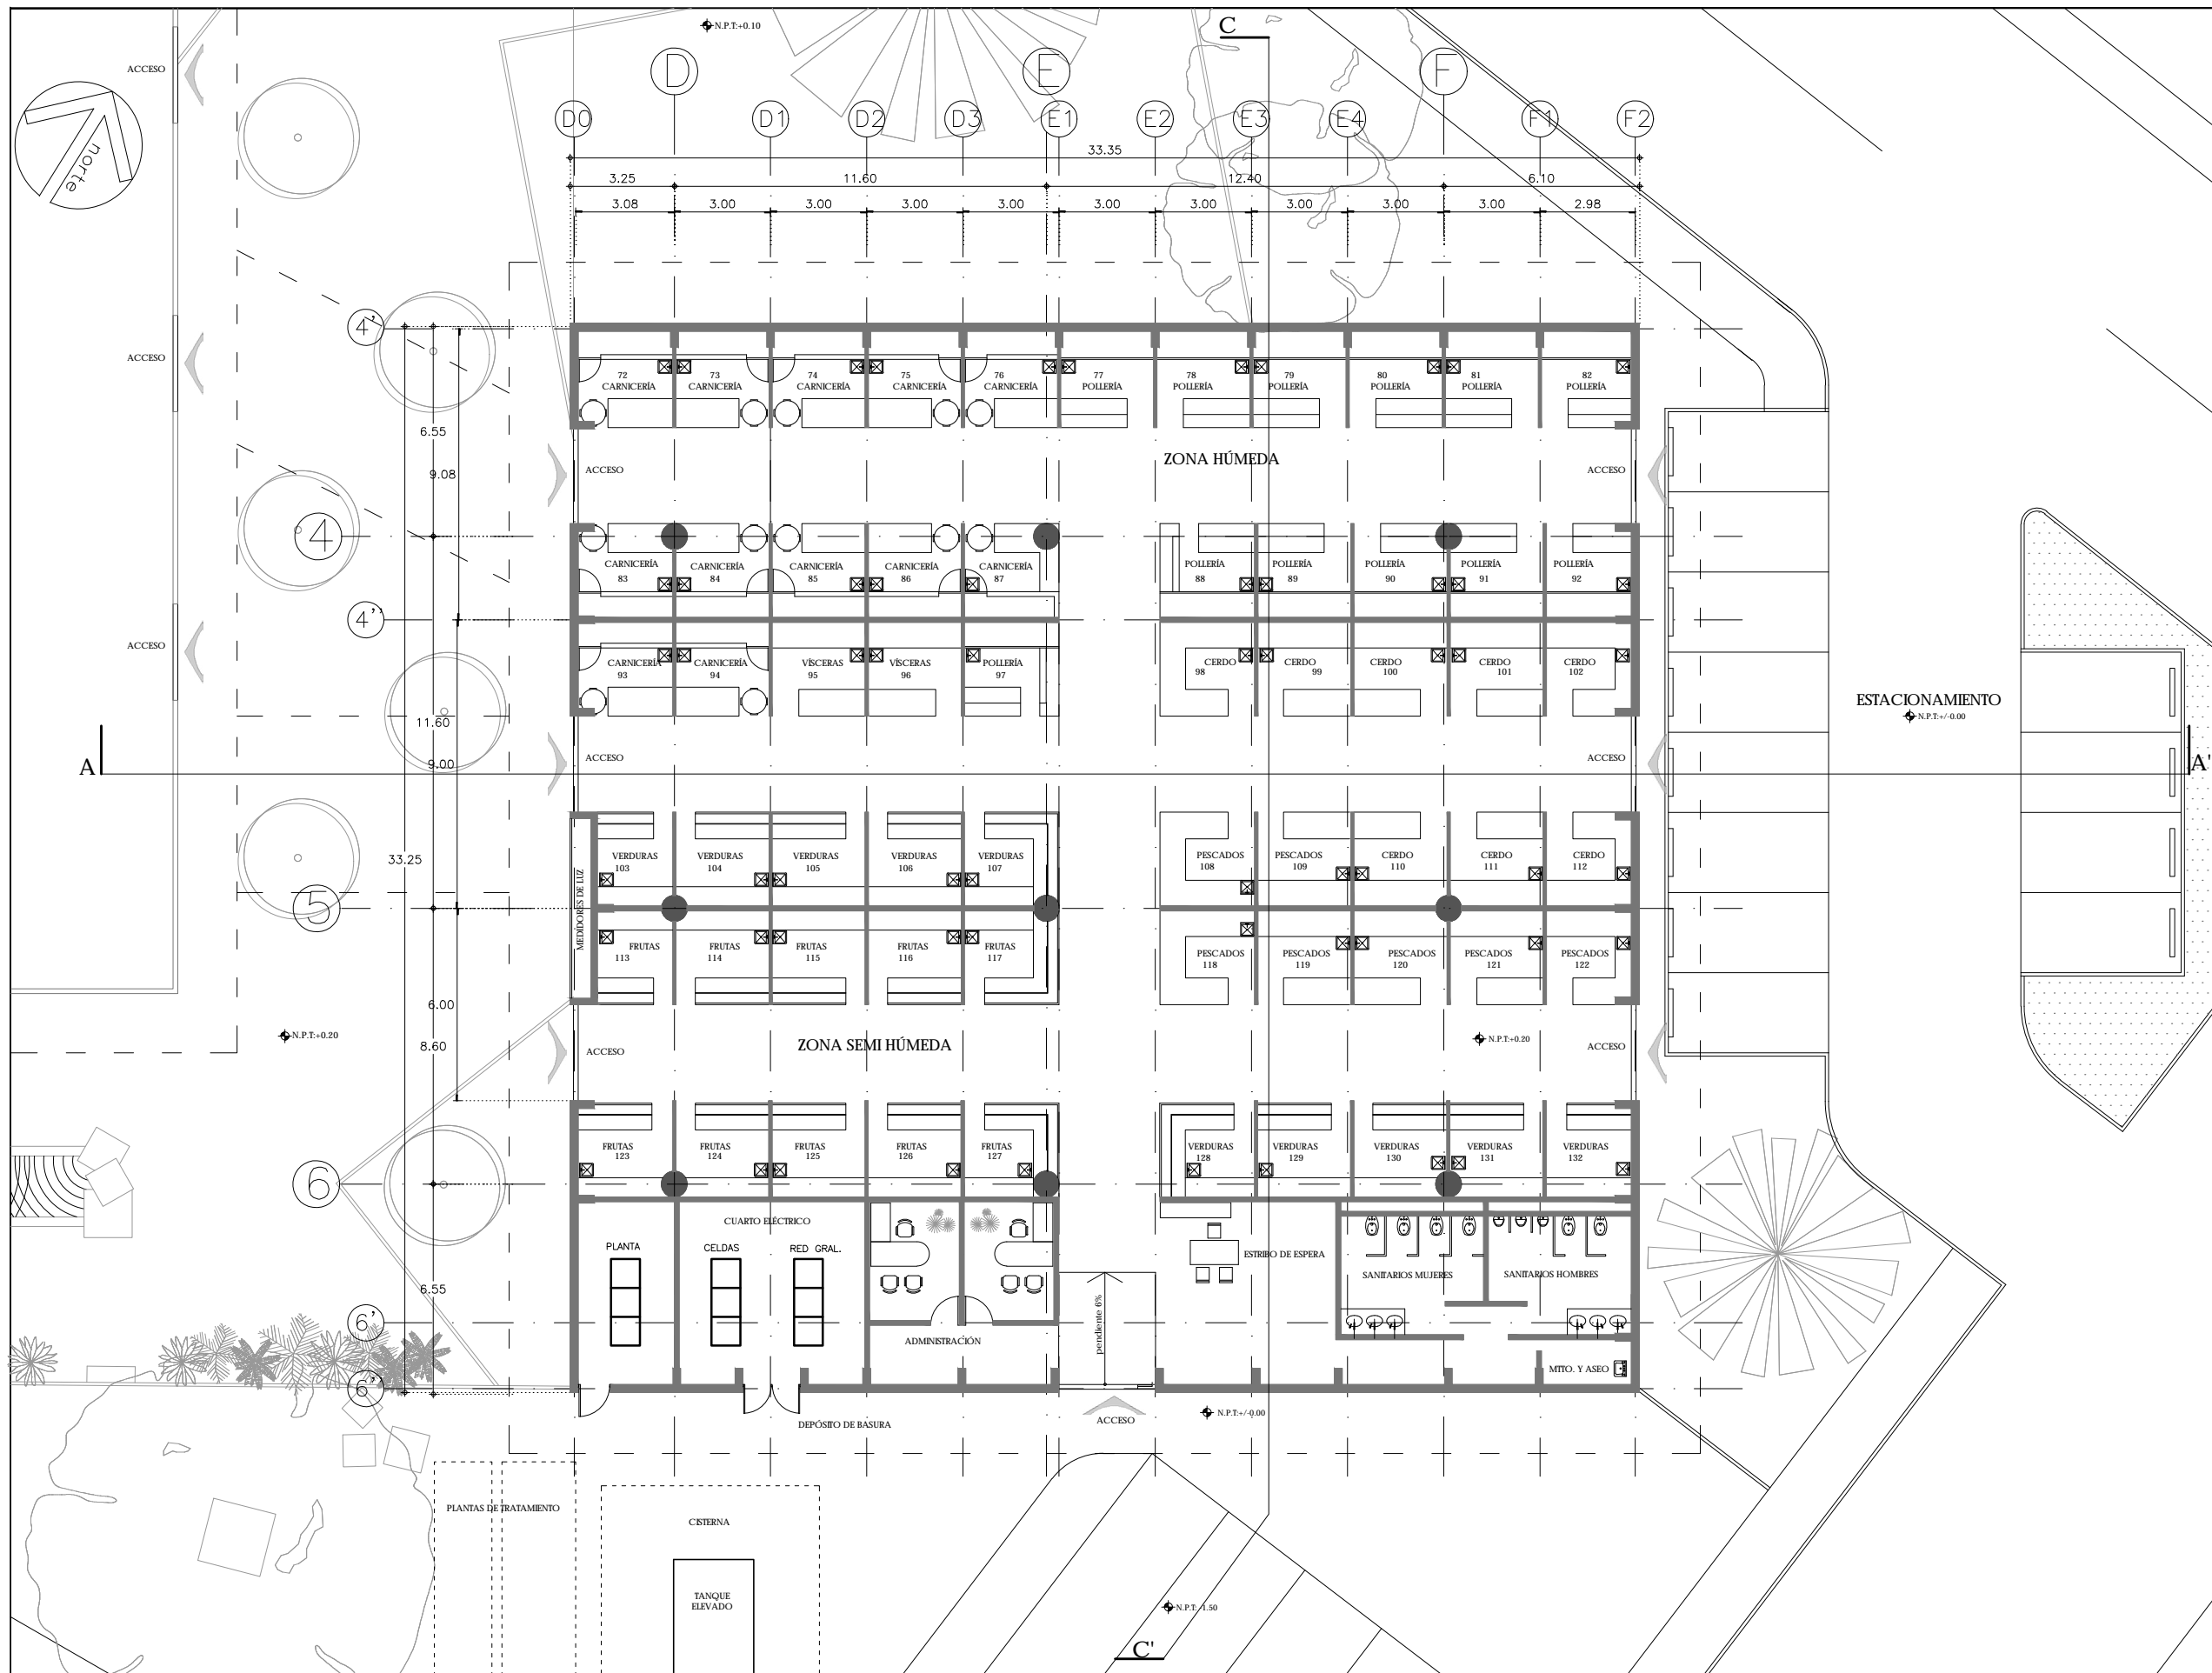 N.P.T:+0.10
C
ACCESO
D
E
F
norte
D0
D1
D2
D3
E1
E2
E3
E4
F1
F2
33.35
3.25
11.60
12.40
6.10
3.08
3.00
3.00
3.00
3.00
3.00
3.00
3.00
3.00
3.00
2.98
4'
ACCESO
72
CARNICERÍA
73
CARNICERÍA
74
CARNICERÍA
75
CARNICERÍA
76
CARNICERÍA
77
POLLERÍA
78
POLLERÍA
79
POLLERÍA
80
POLLERÍA
81
POLLERÍA
82
POLLERÍA
6.55
9.08
ACCESO
ZONA HÚMEDA
ACCESO
4
CARNICERÍA
83
CARNICERÍA
84
CARNICERÍA
85
CARNICERÍA
86
CARNICERÍA
87
POLLERÍA
88
POLLERÍA
89
POLLERÍA
90
POLLERÍA
91
POLLERÍA
92
4''
ACCESO
CARNICERÍA
93
CARNICERÍA
94
VÍSCERAS
95
VÍSCERAS
96
POLLERÍA
97
CERDO
98
CERDO
99
CERDO
100
CERDO
101
CERDO
102
ESTACIONAMIENTO
N.P.T:+/-0.00
11.60
9.00
A
ACCESO
ACCESO
A'
33.25
MEDIDORES DE LUZ
VERDURAS
103
VERDURAS
104
VERDURAS
105
VERDURAS
106
VERDURAS
107
PESCADOS
108
PESCADOS
109
CERDO
110
CERDO
111
CERDO
112
5
FRUTAS
113
FRUTAS
114
FRUTAS
115
FRUTAS
116
FRUTAS
117
PESCADOS
118
PESCADOS
119
PESCADOS
120
PESCADOS
121
PESCADOS
122
6.00
8.60
N.P.T:+0.20
ACCESO
ZONA SEMI HÚMEDA
N.P.T:+0.20
ACCESO
FRUTAS
123
FRUTAS
124
FRUTAS
125
FRUTAS
126
FRUTAS
127
VERDURAS
128
VERDURAS
129
VERDURAS
130
VERDURAS
131
VERDURAS
132
6
CUARTO ELÉCTRICO
PLANTA
CELDAS
RED GRAL.
ESTRIBO DE ESPERA
SANITARIOS MUJERES
SANITARIOS HOMBRES
6.55
6'
ADMINISTRACIÓN
pendiente 6%
MTTO. Y ASEO
6''
DEPÓSITO DE BASURA
ACCESO
N.P.T:+/-0.00
PLANTAS DE TRATAMIENTO
CISTERNA
TANQUE
ELEVADO
N.P.T:-1.50
C'